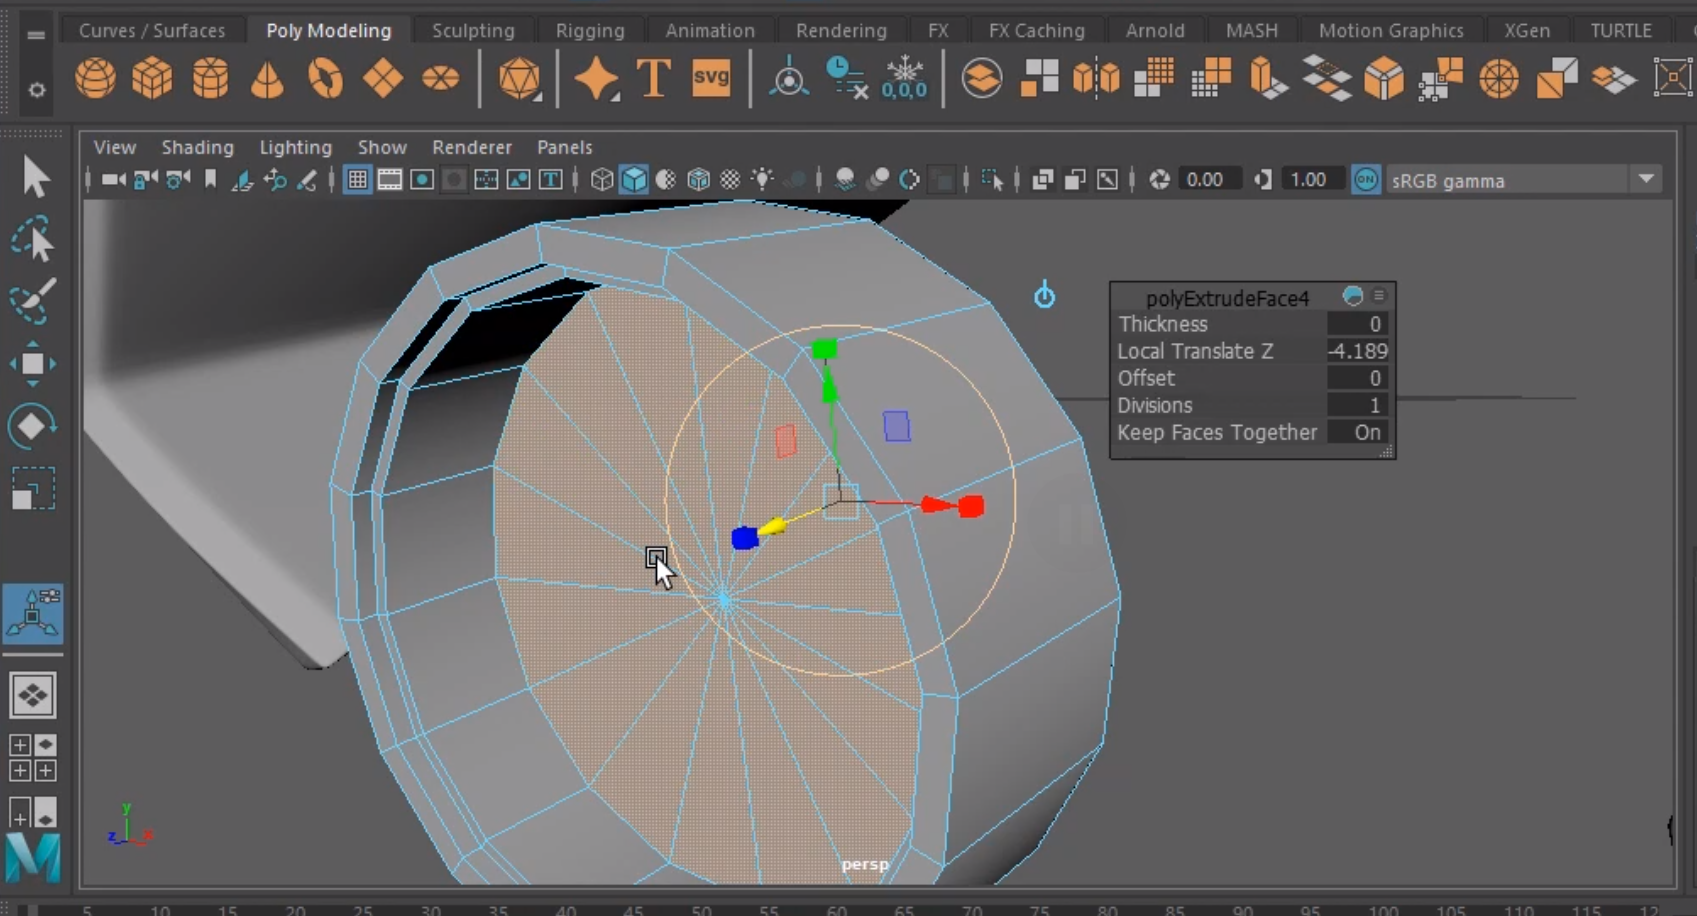 Curves / Surfaces Poly Modeling Sculpting Rigging Animation Rendering FX FX Caching Arnold MASH Motion Graphics XGen TURTLE
T svg 0,0,0
View Shading Lighting Show Renderer Panels
T 0.00 1.00 ON sRGB gamma
polyExtrudeFace4
Thickness 0
Local Translate Z -4.189
Offset 0
Divisions 1
Keep Faces Together On
y
z x
M
persp
5 10 15 20 25 30 35 40 45 50 55 60 65 70 75 80 85 90 95 100 105 110 115